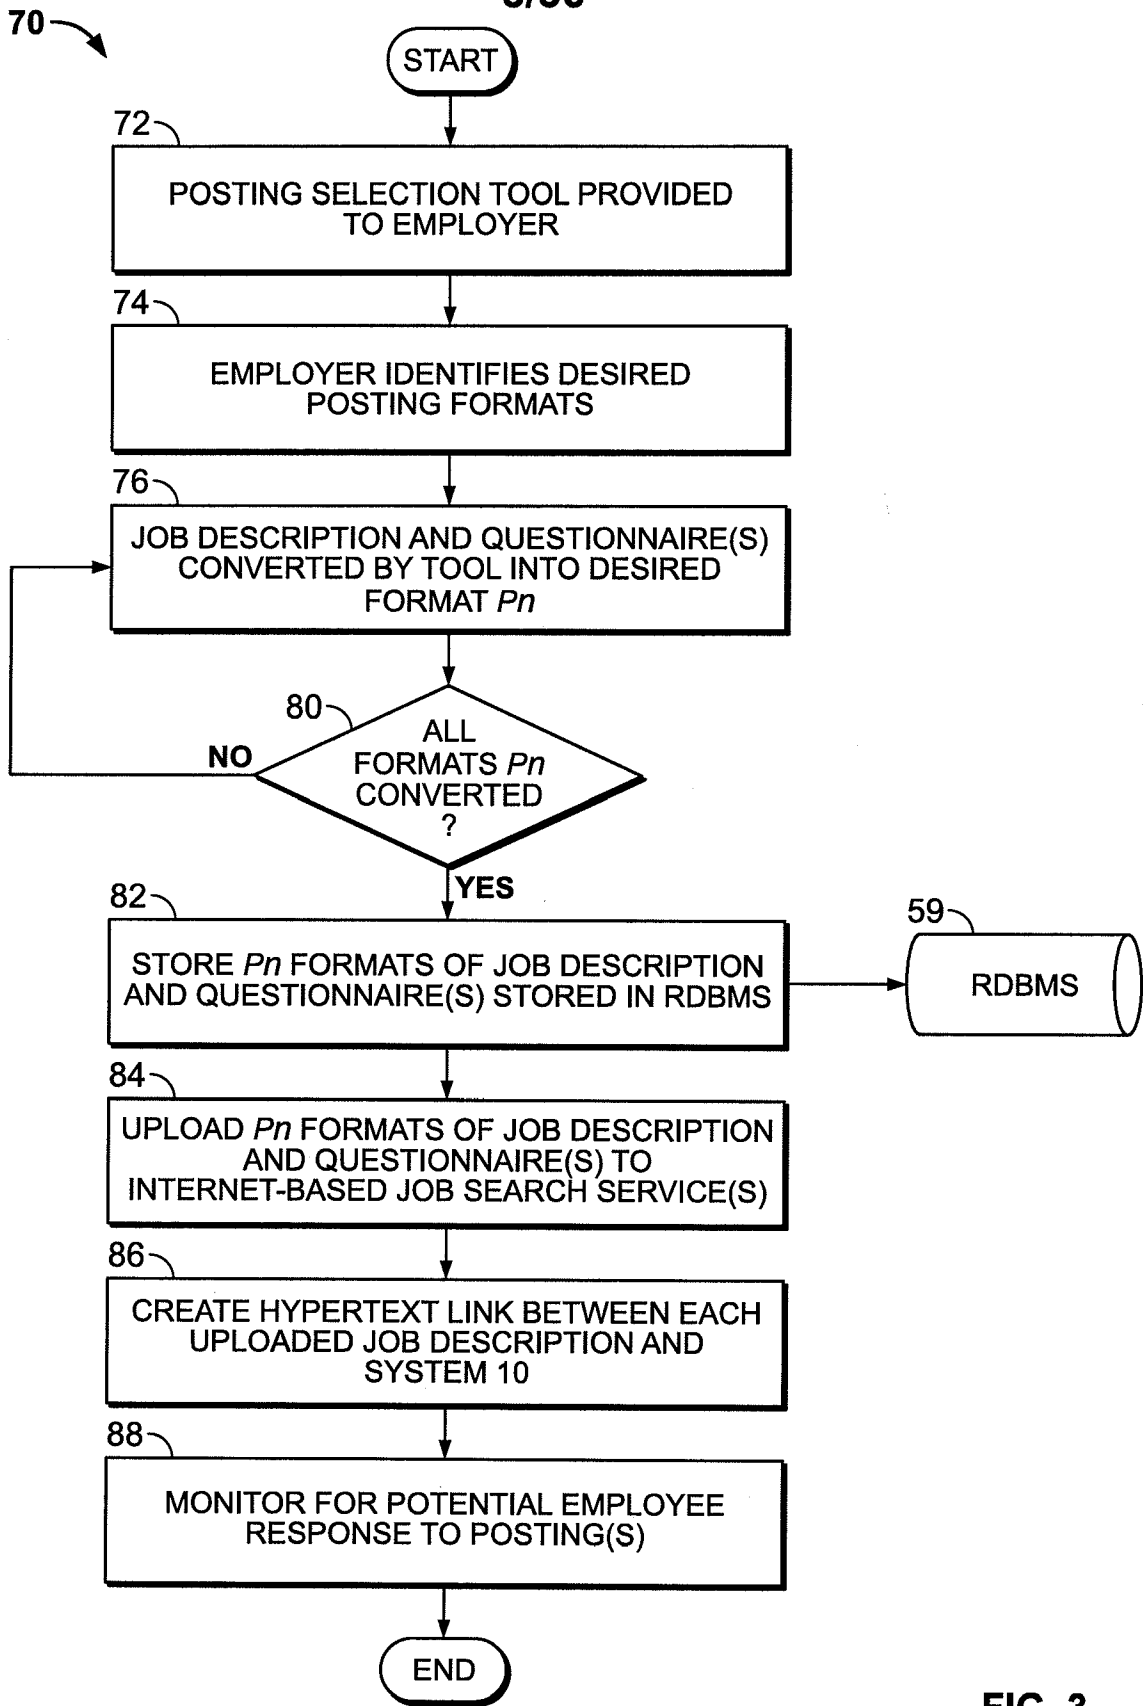 70
START
72
POSTING SELECTION TOOL PROVIDED
TO EMPLOYER
74
EMPLOYER IDENTIFIES DESIRED
POSTING FORMATS
76
JOB DESCRIPTION AND QUESTIONNAIRE(S)
CONVERTED BY TOOL INTO DESIRED
FORMAT Pn
80
ALL
FORMATS Pn
CONVERTED
?
NO
YES
82
STORE Pn FORMATS OF JOB DESCRIPTION
AND QUESTIONNAIRE(S) STORED IN RDBMS
59
RDBMS
84
UPLOAD Pn FORMATS OF JOB DESCRIPTION
AND QUESTIONNAIRE(S) TO
INTERNET-BASED JOB SEARCH SERVICE(S)
86
CREATE HYPERTEXT LINK BETWEEN EACH
UPLOADED JOB DESCRIPTION AND
SYSTEM 10
88
MONITOR FOR POTENTIAL EMPLOYEE
RESPONSE TO POSTING(S)
END
FIG. 3